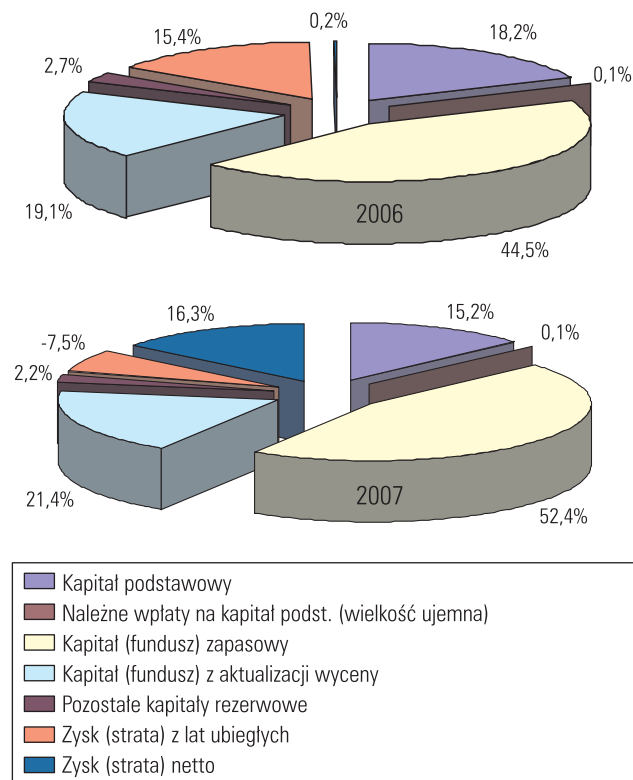 0,2%
15,4%
18,2%
2,7%
0,1%
19,1%
2006
44,5%
16,3%
15,2%
-7,5%
0,1%
2,2%
21,4%
2007
52,4%
Kapitał podstawowy
Należne wpłaty na kapitał podst. (wielkość ujemna)
Kapitał (fundusz) zapasowy
Kapitał (fundusz) z aktualizacji wyceny
Pozostałe kapitały rezerwowe
Zysk (strata) z lat ubiegłych
Zysk (strata) netto